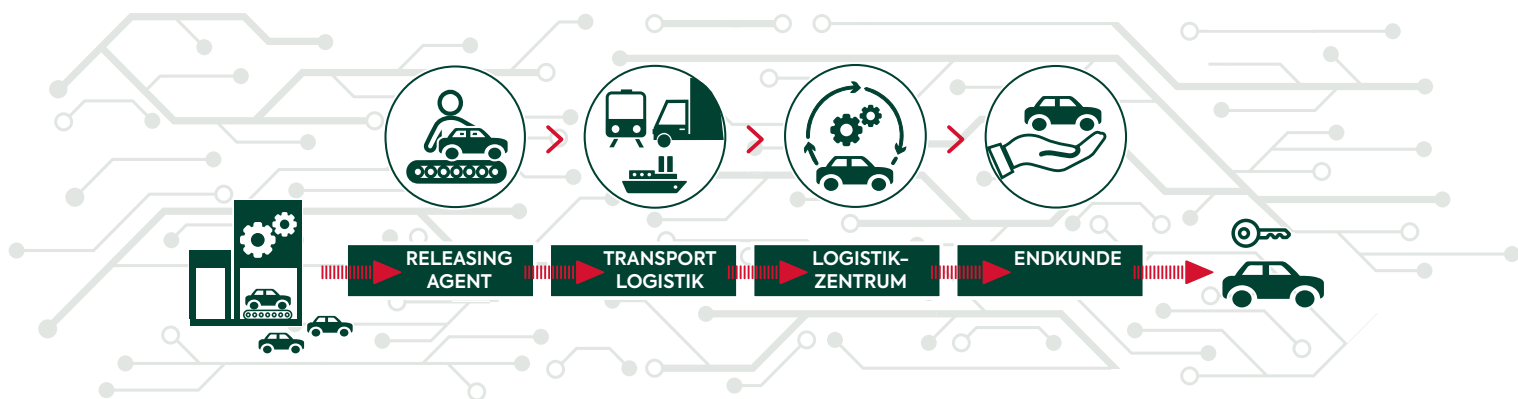 RELEASING
AGENT
TRANSPORT
LOGISTIK
LOGISTIK-
ZENTRUM
ENDKUNDE